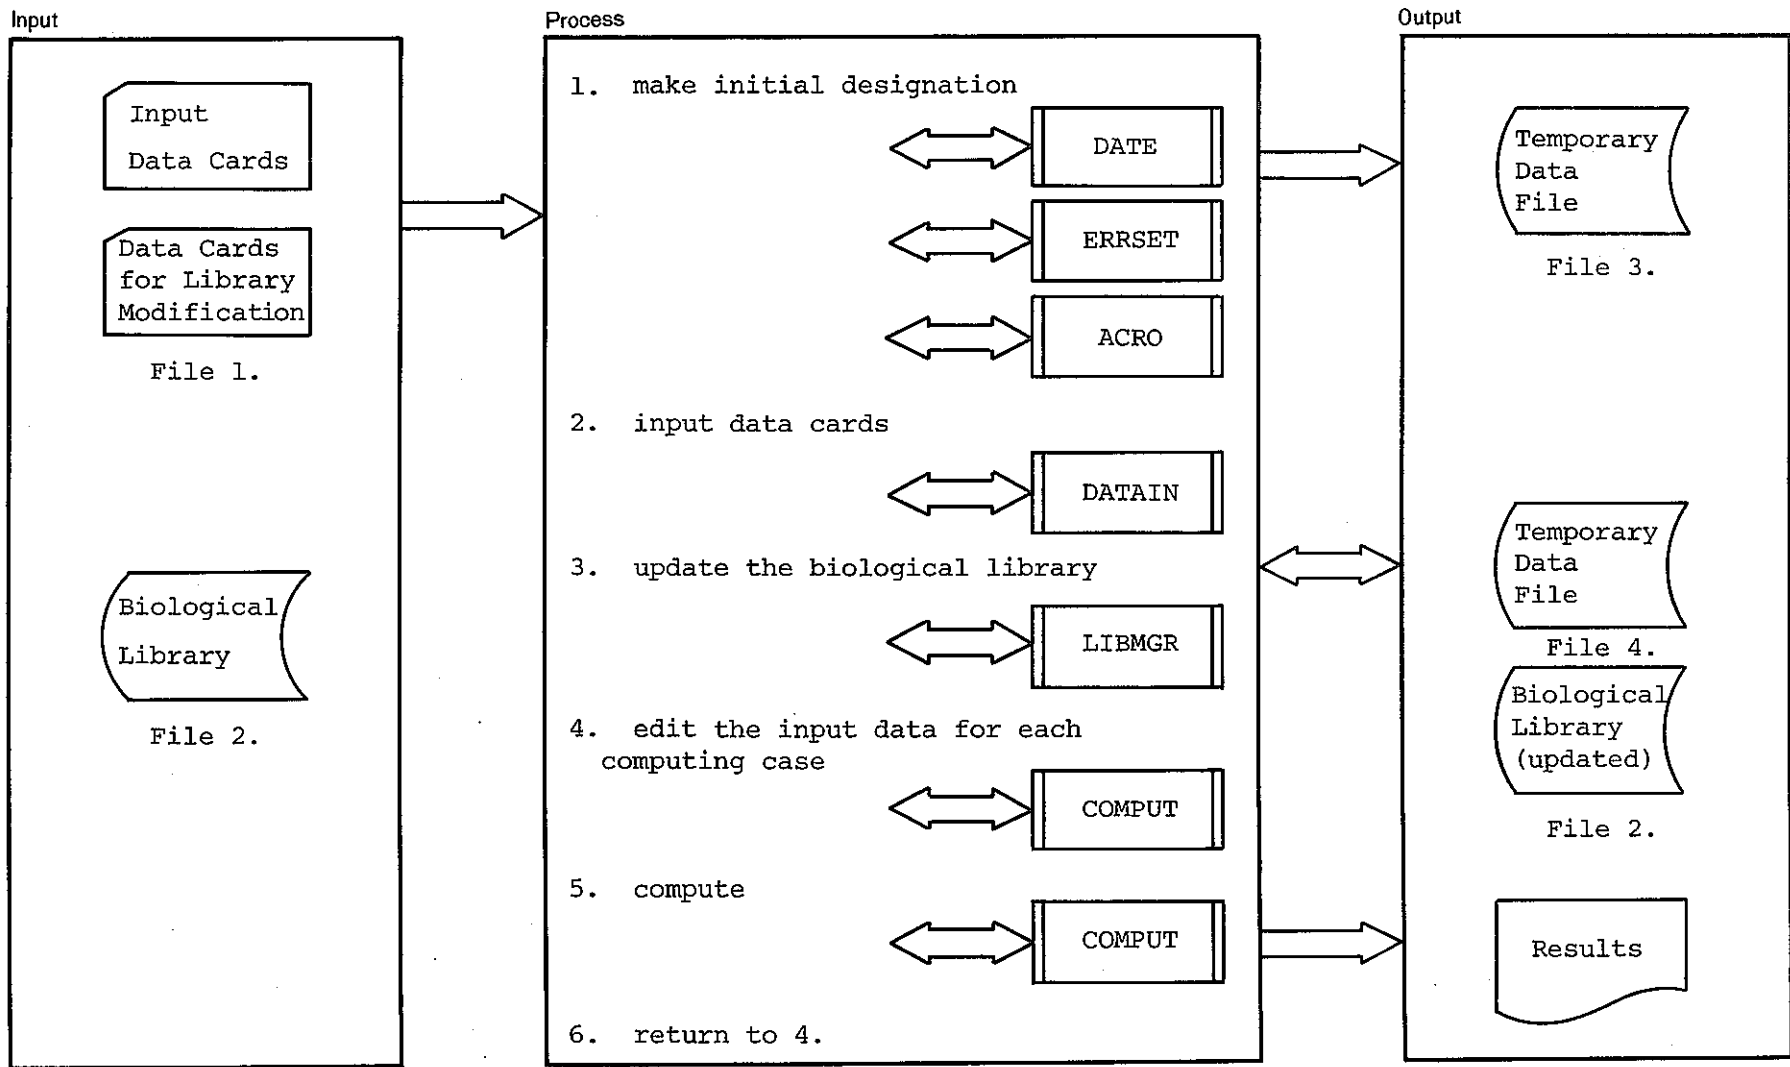 Input
Input
Data Cards
Data Cards
for Library
Modification
File 1.
Biological
Library
File 2.
Process
1. make initial designation
DATE
ERRSET
ACRO
2. input data cards
DATAIN
3. update the biological library
LIBMGR
4. edit the input data for each
computing case
COMPUT
5. compute
COMPUT
6. return to 4.
Output
Temporary
Data
File
File 3.
Temporary
Data
File
File 4.
Biological
Library
(updated)
File 2.
Results